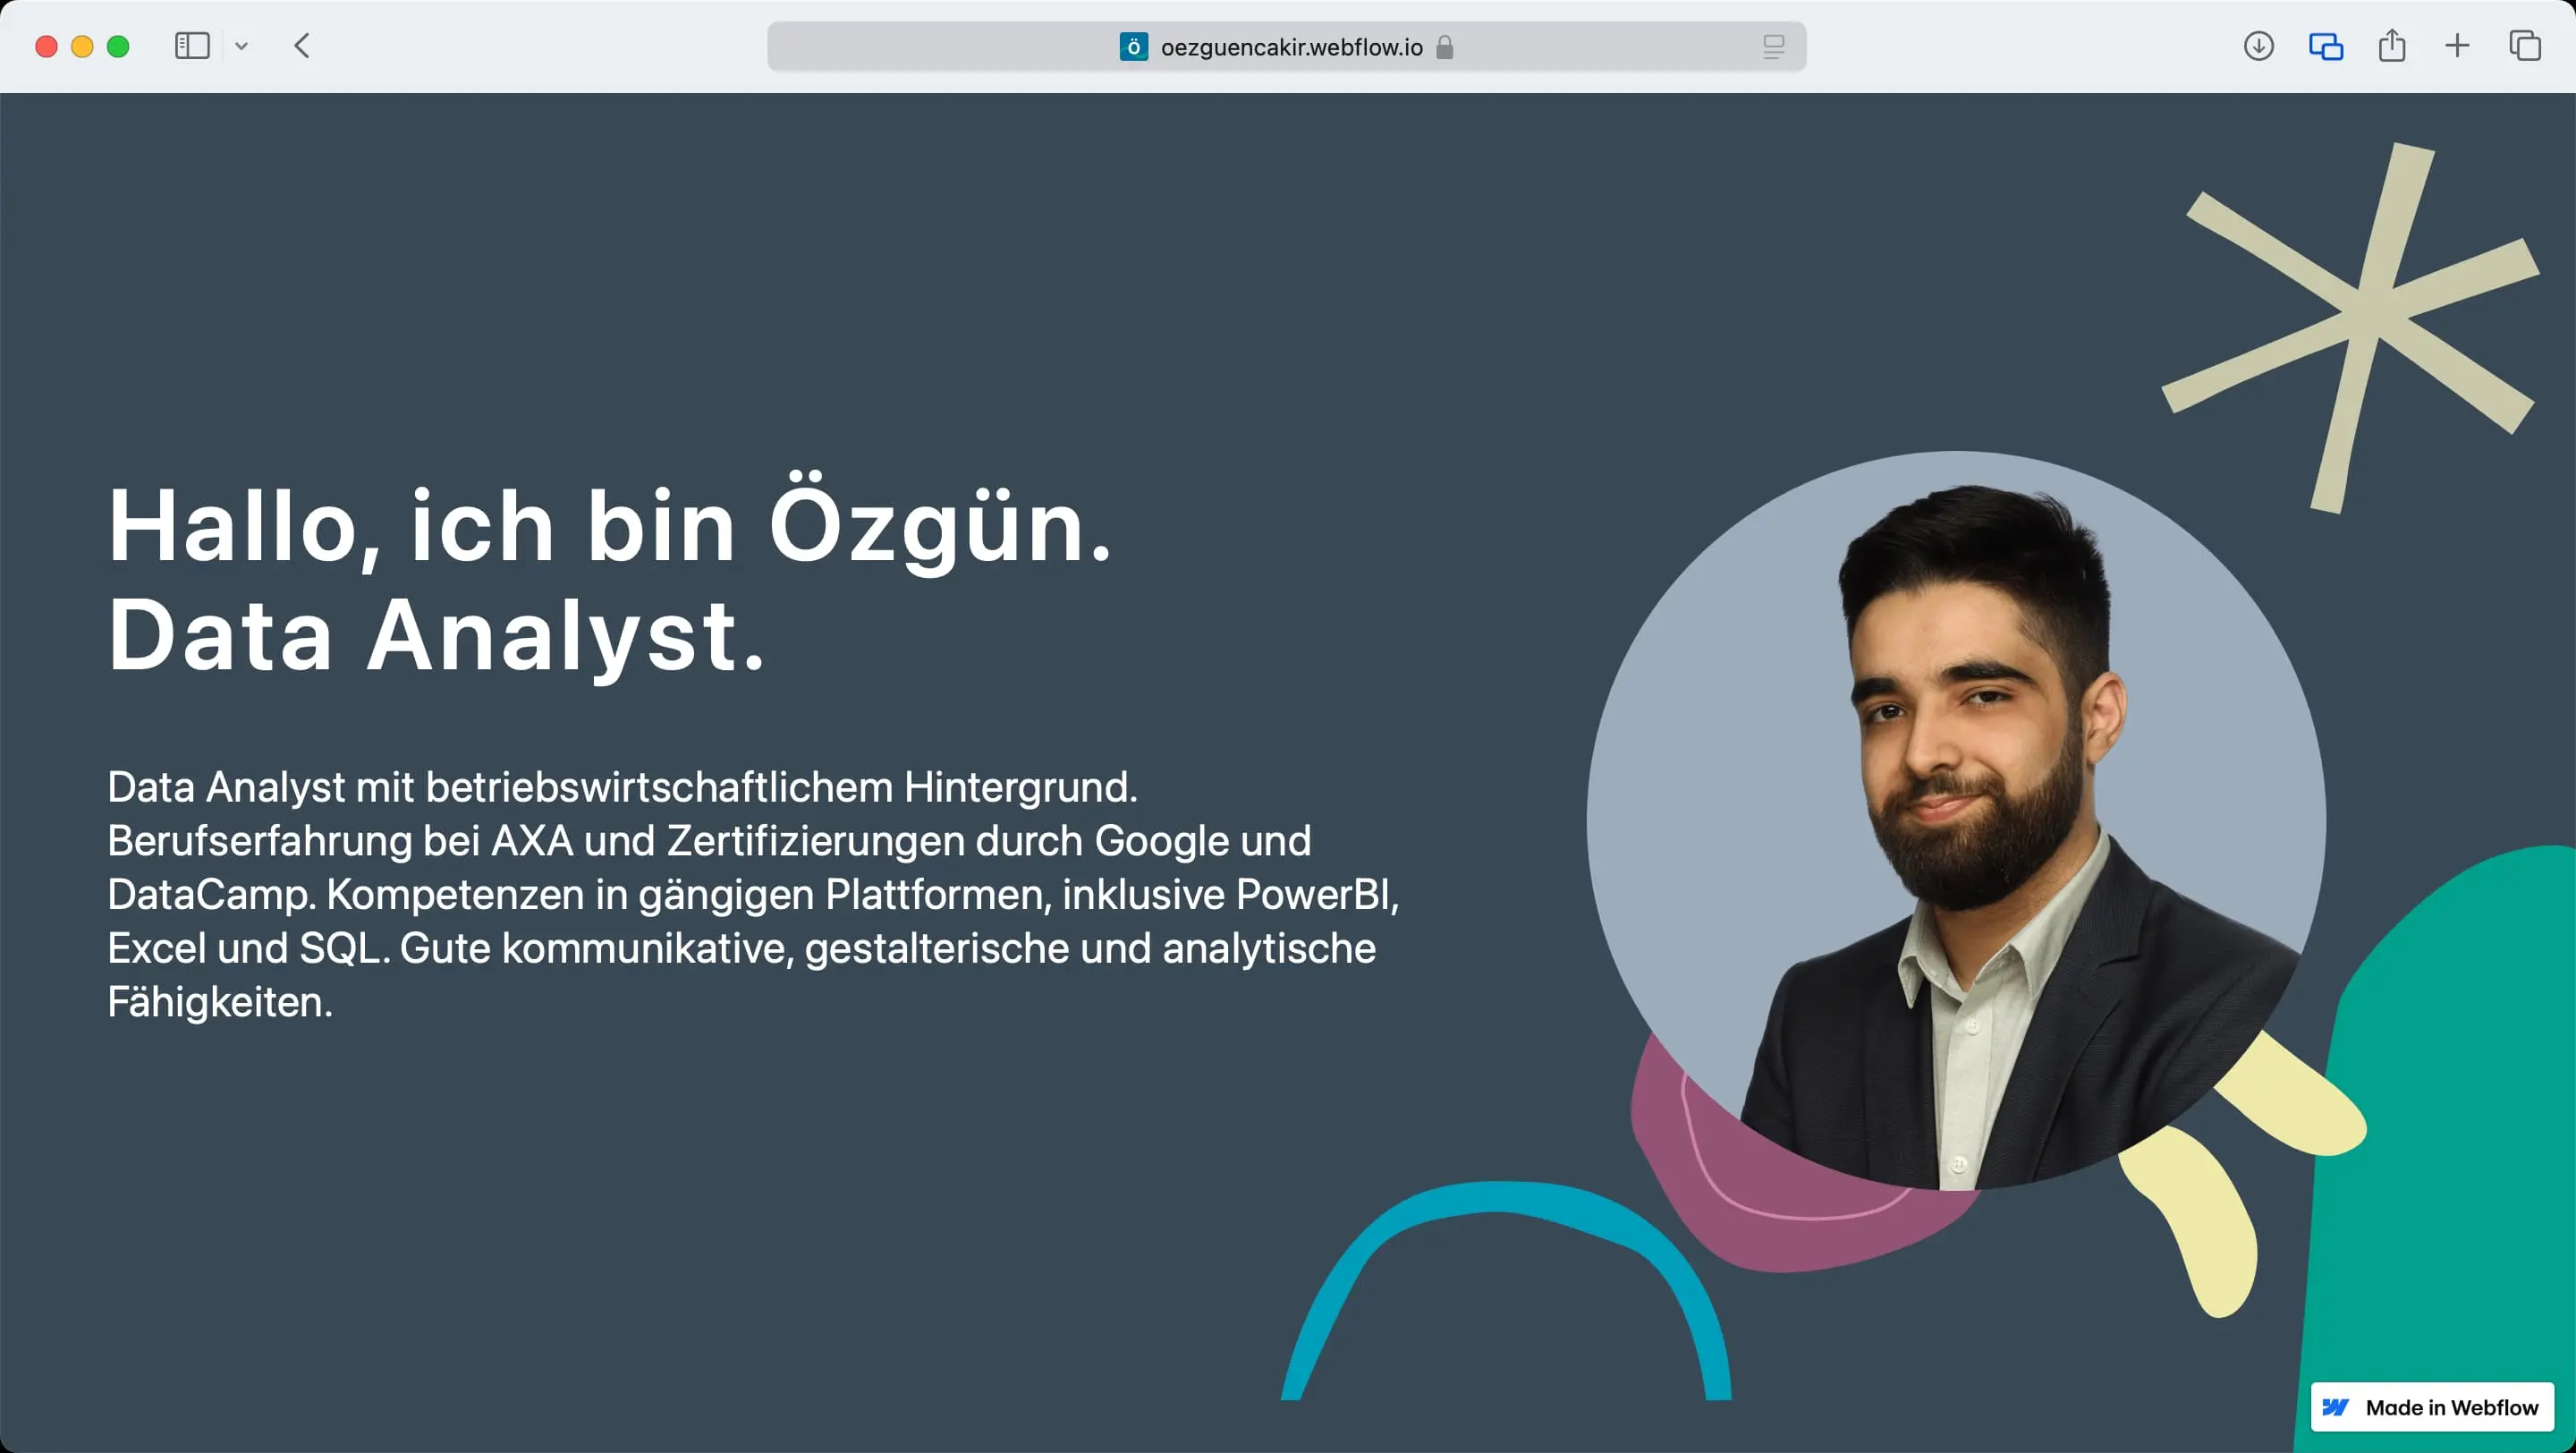 ö oezguencakir.webflow.io
Hallo, ich bin Özgün.
Data Analyst.
Data Analyst mit betriebswirtschaftlichem Hintergrund.
Berufserfahrung bei AXA und Zertifizierungen durch Google und
DataCamp. Kompetenzen in gängigen Plattformen, inklusive PowerBI,
Excel und SQL. Gute kommunikative, gestalterische und analytische
Fähigkeiten.
Made in Webflow